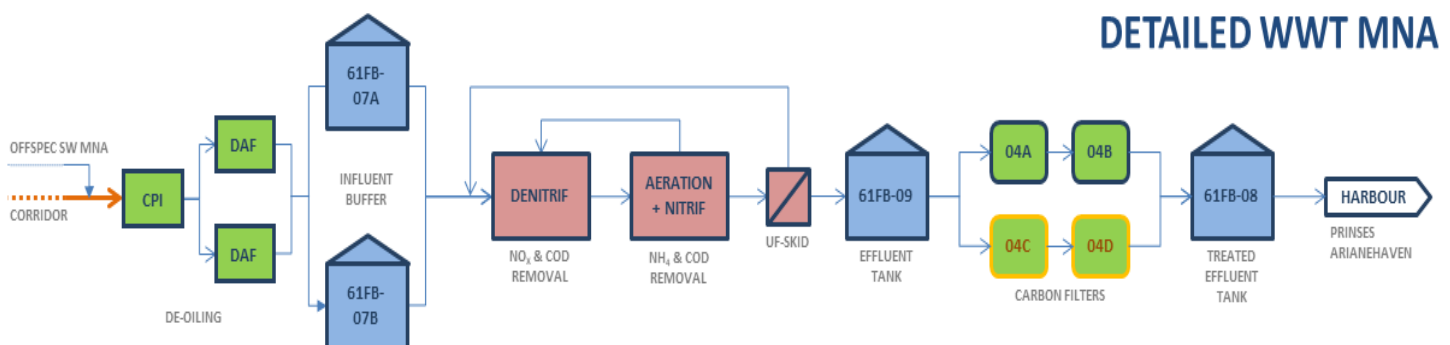 DETAILED WWT MNA
OFFSPEC SW MNA
CORRIDOR
CPI
DAF
DAF
DE-OILING
61FB-
07A
INFLUENT
BUFFER
61FB-
07B
DENITRIF
NOX & COD
REMOVAL
AERATION
+ NITRIF
NH4 & COD
REMOVAL
UF-SKID
61FB-09
EFFLUENT
TANK
04A
04B
04C
04D
CARBON FILTERS
61FB-08
TREATED
EFFLUENT
TANK
HARBOUR
PRINSES
ARIANEHAVEN